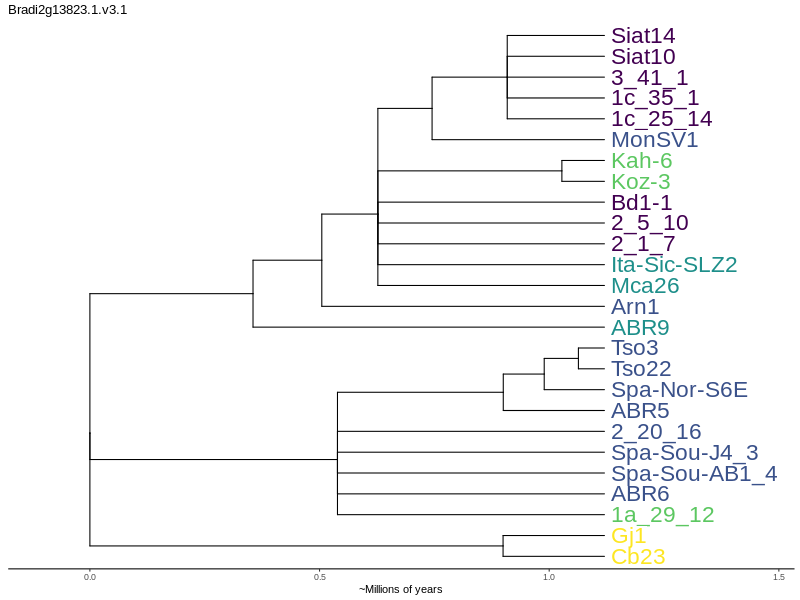 Bradi2g13823.1.v3.1
Siat14
Siat10
3_41_1
1c_35_1
1c_25_14
MonSV1
Kah-6
Koz-3
Bd1-1
2_5_10
2_1_7
Ita-Sic-SLZ2
Mca26
Arn1
ABR9
Tso3
Tso22
Spa-Nor-S6E
ABR5
2_20_16
Spa-Sou-J4_3
Spa-Sou-AB1_4
ABR6
1a_29_12
Gj1
Cb23
0.0 0.5 1.0 1.5
~Millions of years